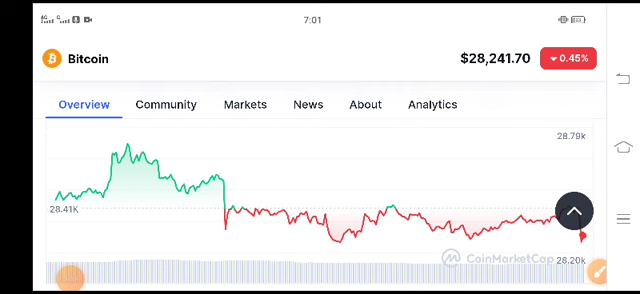 7:01
Bitcoin
$28,241.70
0.45%
Overview Community Markets News About Analytics
28.79k
28.41K
CoinMarketCap
28.20k